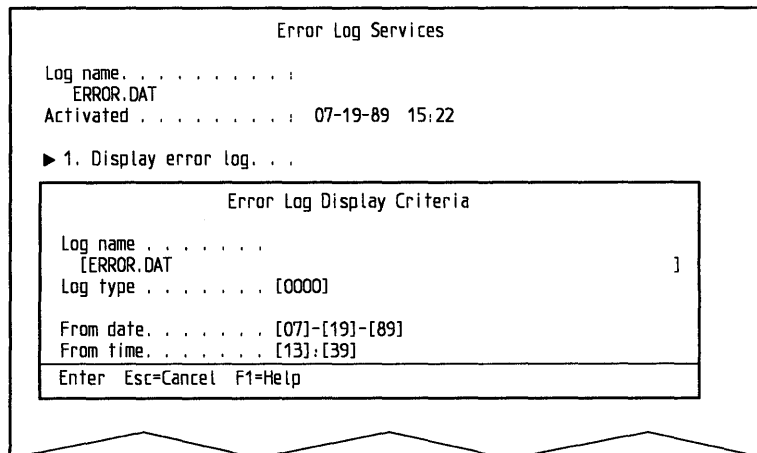 Error Log Services
Log name. . . . . . . . . . :
ERROR.DAT
Activated . . . . . . . . . : 07-19-89 15:22
▶ 1. Display error log. . .
Error Log Display Criteria
Log name . . . . . . .
[ERROR.DAT ]
Log type . . . . . . . [0000]
From date. . . . . . . [07]-[19]-[89]
From time. . . . . . . [13]:[39]
Enter Esc=Cancel F1=Help